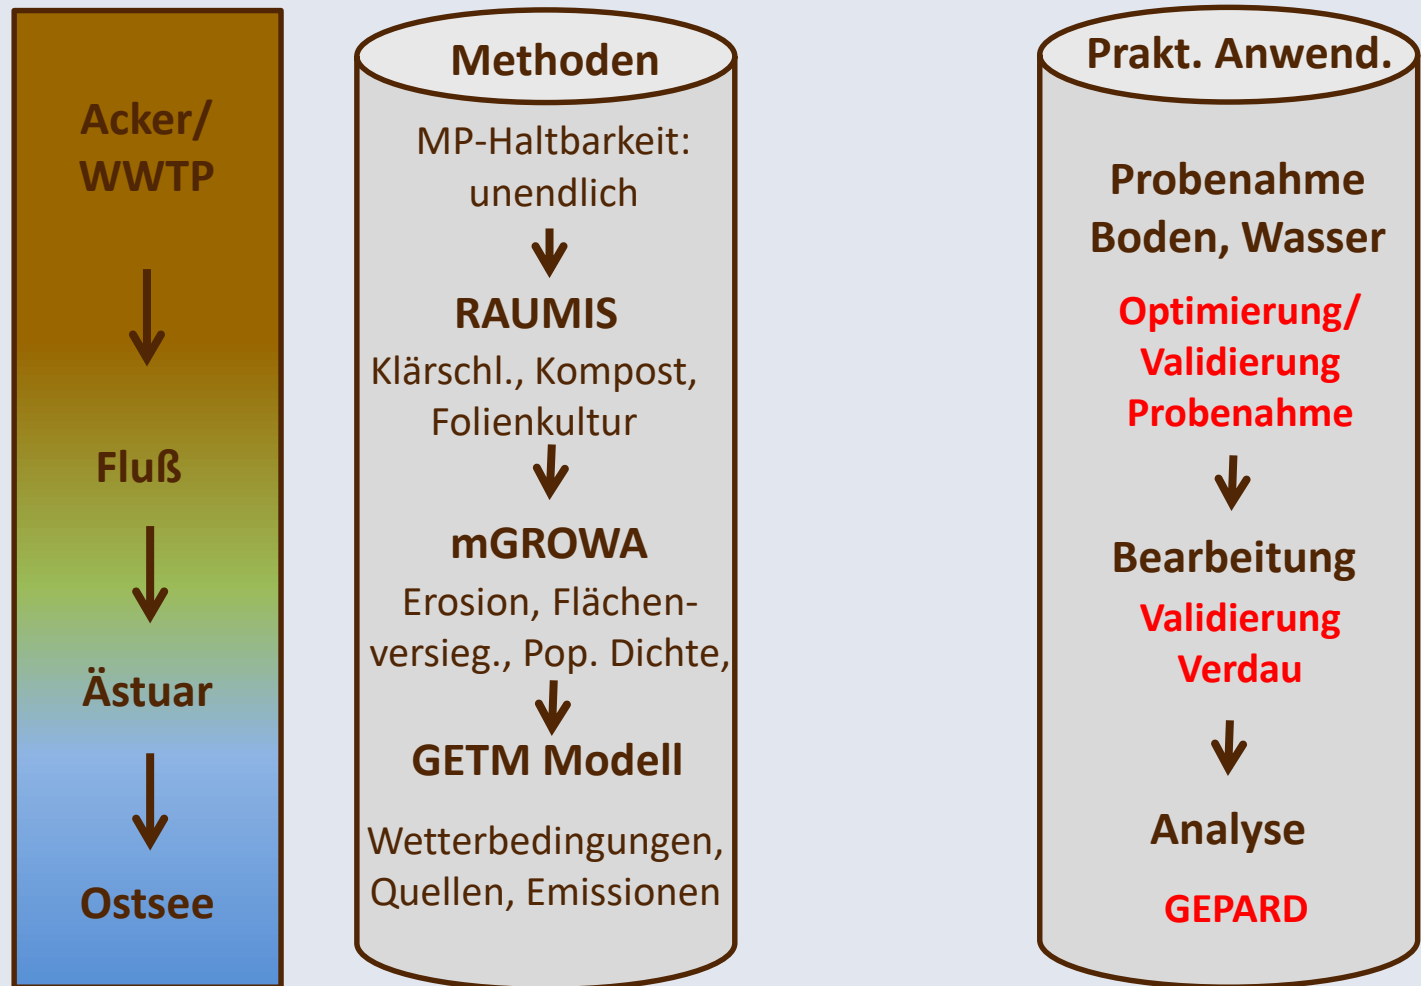 Acker/
WWTP
Fluß
Ästuar
Ostsee
Methoden
MP-Haltbarkeit:
unendlich
RAUMIS
Klärschl., Kompost,
Folienkultur
mGROWA
Erosion, Flächen-
versieg., Pop. Dichte,
GETM Modell
Wetterbedingungen,
Quellen, Emissionen
Prakt. Anwend.
Probenahme
Boden, Wasser
Optimierung/
Validierung
Probenahme
Bearbeitung
Validierung
Verdau
Analyse
GEPARD